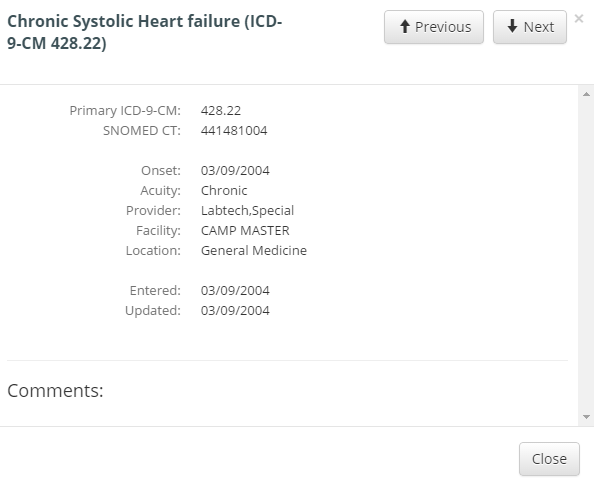 Chronic Systolic Heart failure (ICD-
9-CM 428.22)
Previous
Next
×
Primary ICD-9-CM: 428.22
SNOMED CT: 441481004
Onset: 03/09/2004
Acuity: Chronic
Provider: Labtech,Special
Facility: CAMP MASTER
Location: General Medicine
Entered: 03/09/2004
Updated: 03/09/2004
Comments:
Close